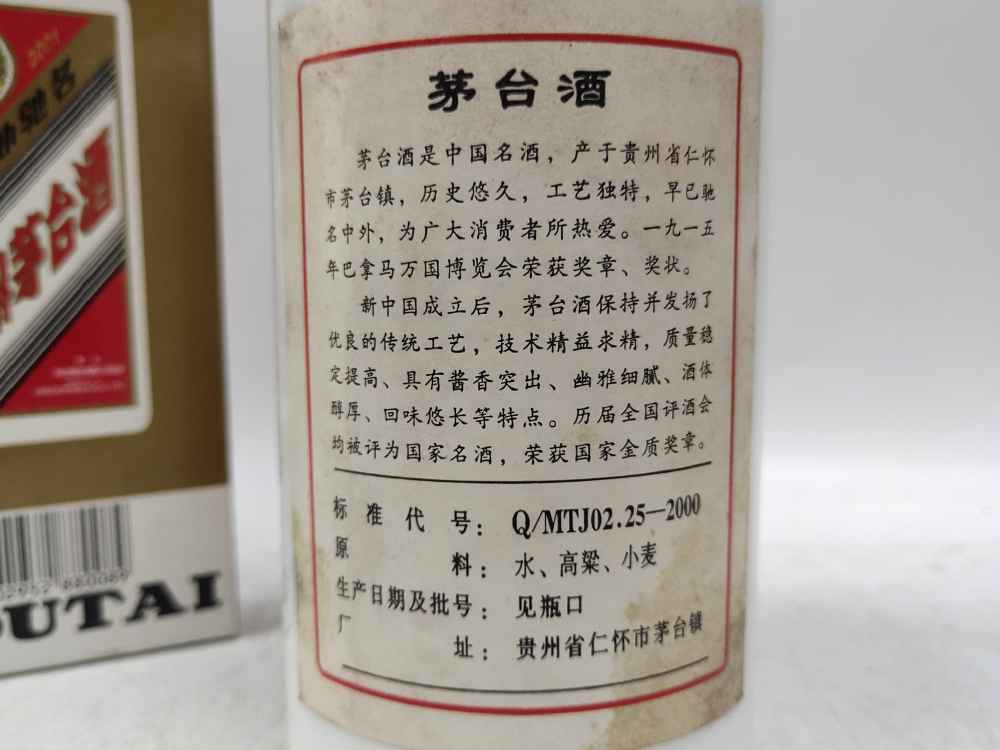 茅台酒
茅台酒是中国名酒，产于贵州省仁怀
市茅台镇，历史悠久，工艺独特，早已驰
名中外，为广大消费者所热爱。一九一五
年巴拿马万国博览会荣获奖章、奖状。
新中国成立后，茅台酒保持并发扬了
优良的传统工艺，技术精益求精，质量稳
定提高、具有酱香突出、幽雅细腻、酒体
醇厚、回味悠长等特点。历届全国评酒会
均被评为国家名酒，荣获国家金质奖章。
标准代号：Q/MTJ02.25—2000
原料：水、高粱、小麦
生产日期及批号：见瓶口
厂址：贵州省仁怀市茅台镇
2001
茅台酒
UTAI